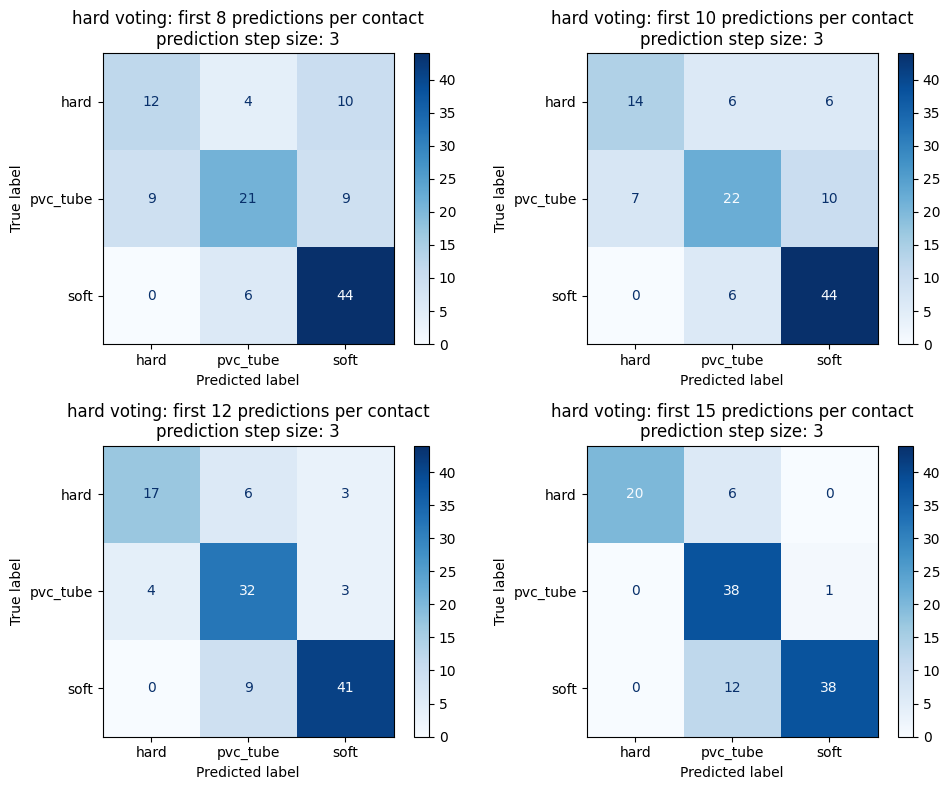 hard voting: first 8 predictions per contact
prediction step size: 3
hard
12
4
10
40
35
30
25
20
15
10
5
0
pvc_tube
9
21
9
soft
0
6
44
True label
hard
pvc_tube
soft
Predicted label
hard voting: first 10 predictions per contact
prediction step size: 3
hard
14
6
6
40
35
30
25
20
15
10
5
0
pvc_tube
7
22
10
soft
0
6
44
True label
hard
pvc_tube
soft
Predicted label
hard voting: first 12 predictions per contact
prediction step size: 3
hard
17
6
3
40
35
30
25
20
15
10
5
0
pvc_tube
4
32
3
soft
0
9
41
True label
hard
pvc_tube
soft
Predicted label
hard voting: first 15 predictions per contact
prediction step size: 3
hard
20
6
0
40
35
30
25
20
15
10
5
0
pvc_tube
0
38
1
soft
0
12
38
True label
hard
pvc_tube
soft
Predicted label